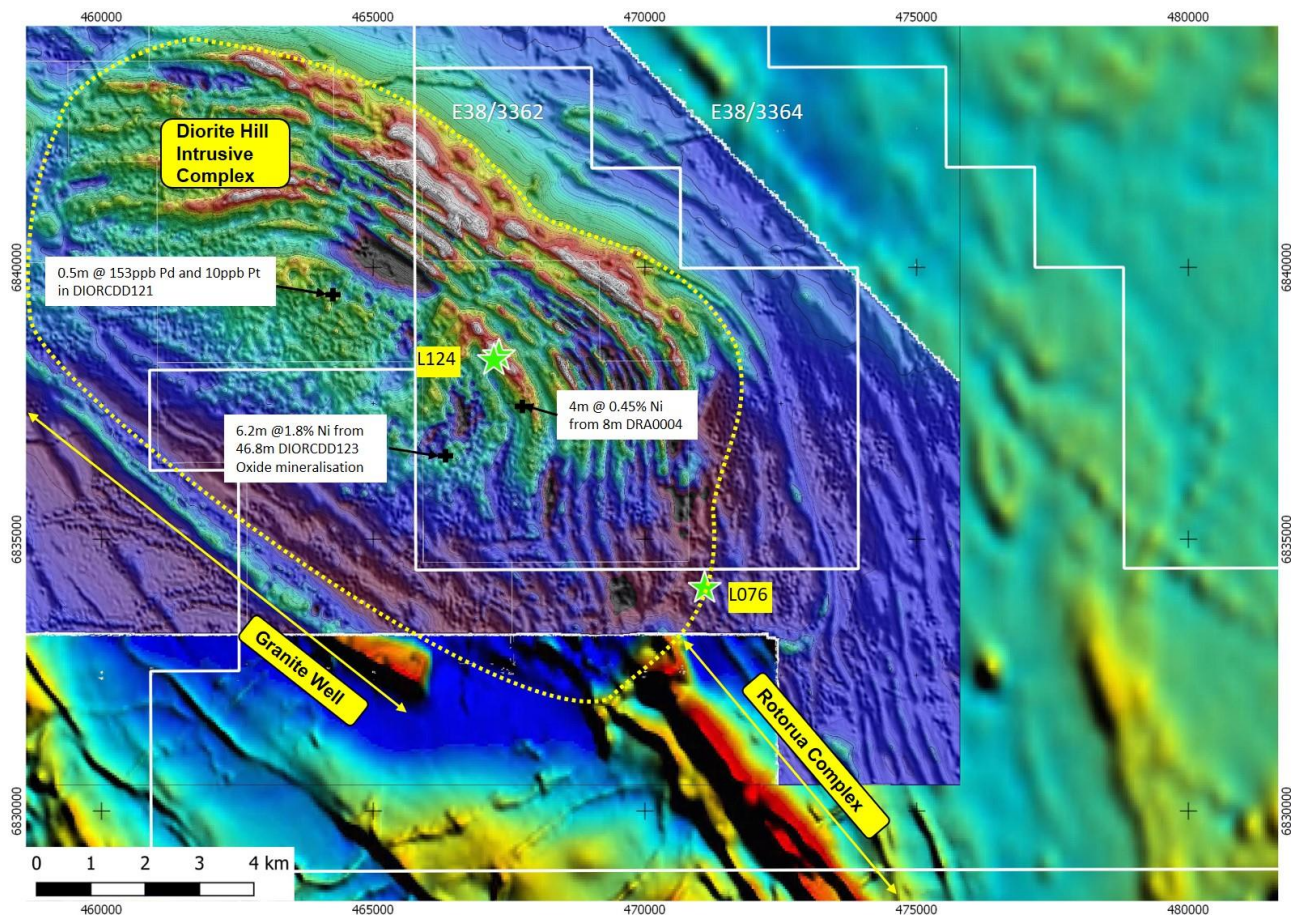 460000 465000 470000 475000 480000
E38/3362
E38/3364
Diorite Hill
Intrusive
Complex
6840000
6840000
0.5m @ 153ppb Pd and 10ppb Pt
in DIORCDD121
L124
4m @ 0.45% Ni
from 8m DRA0004
6.2m @1.8% Ni from
46.8m DIORCDD123
Oxide mineralisation
6835000
6835000
L076
Granite Well
Rotorua Complex
6830000
6830000
0 1 2 3 4 km
460000 465000 470000 475000 480000